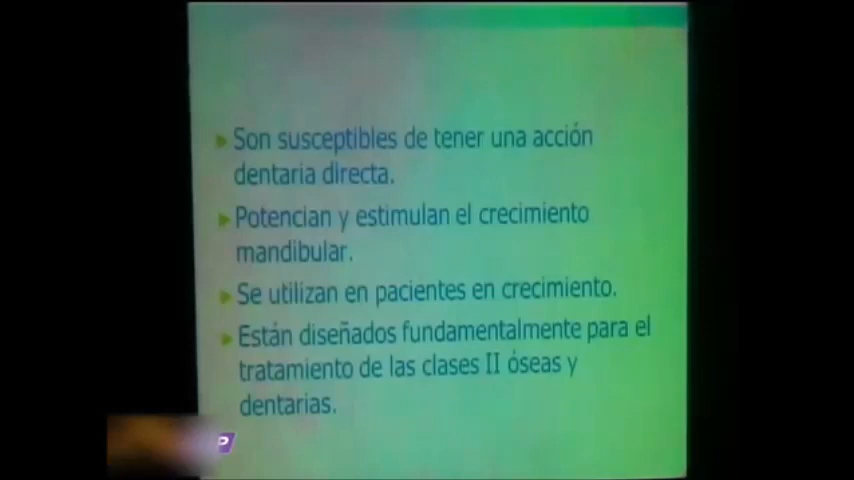 Son susceptibles de tener una acción
dentaria directa.
Potencian y estimulan el crecimiento
mandibular.
Se utilizan en pacientes en crecimiento.
Están diseñados fundamentalmente para el
tratamiento de las clases II óseas y
dentarias.
P